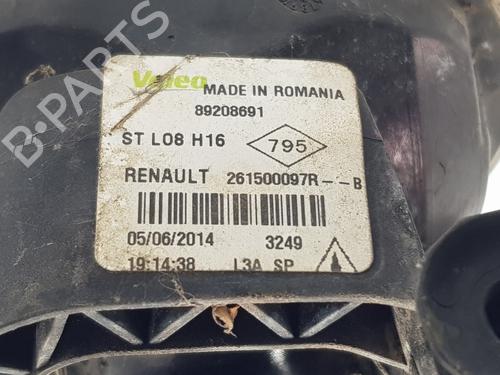 Valeo MADE IN ROMANIA
89208691
ST L08 H16 795
RENAULT 261500097R--B
05/06/2014 3249
19:14:38 L3A SP